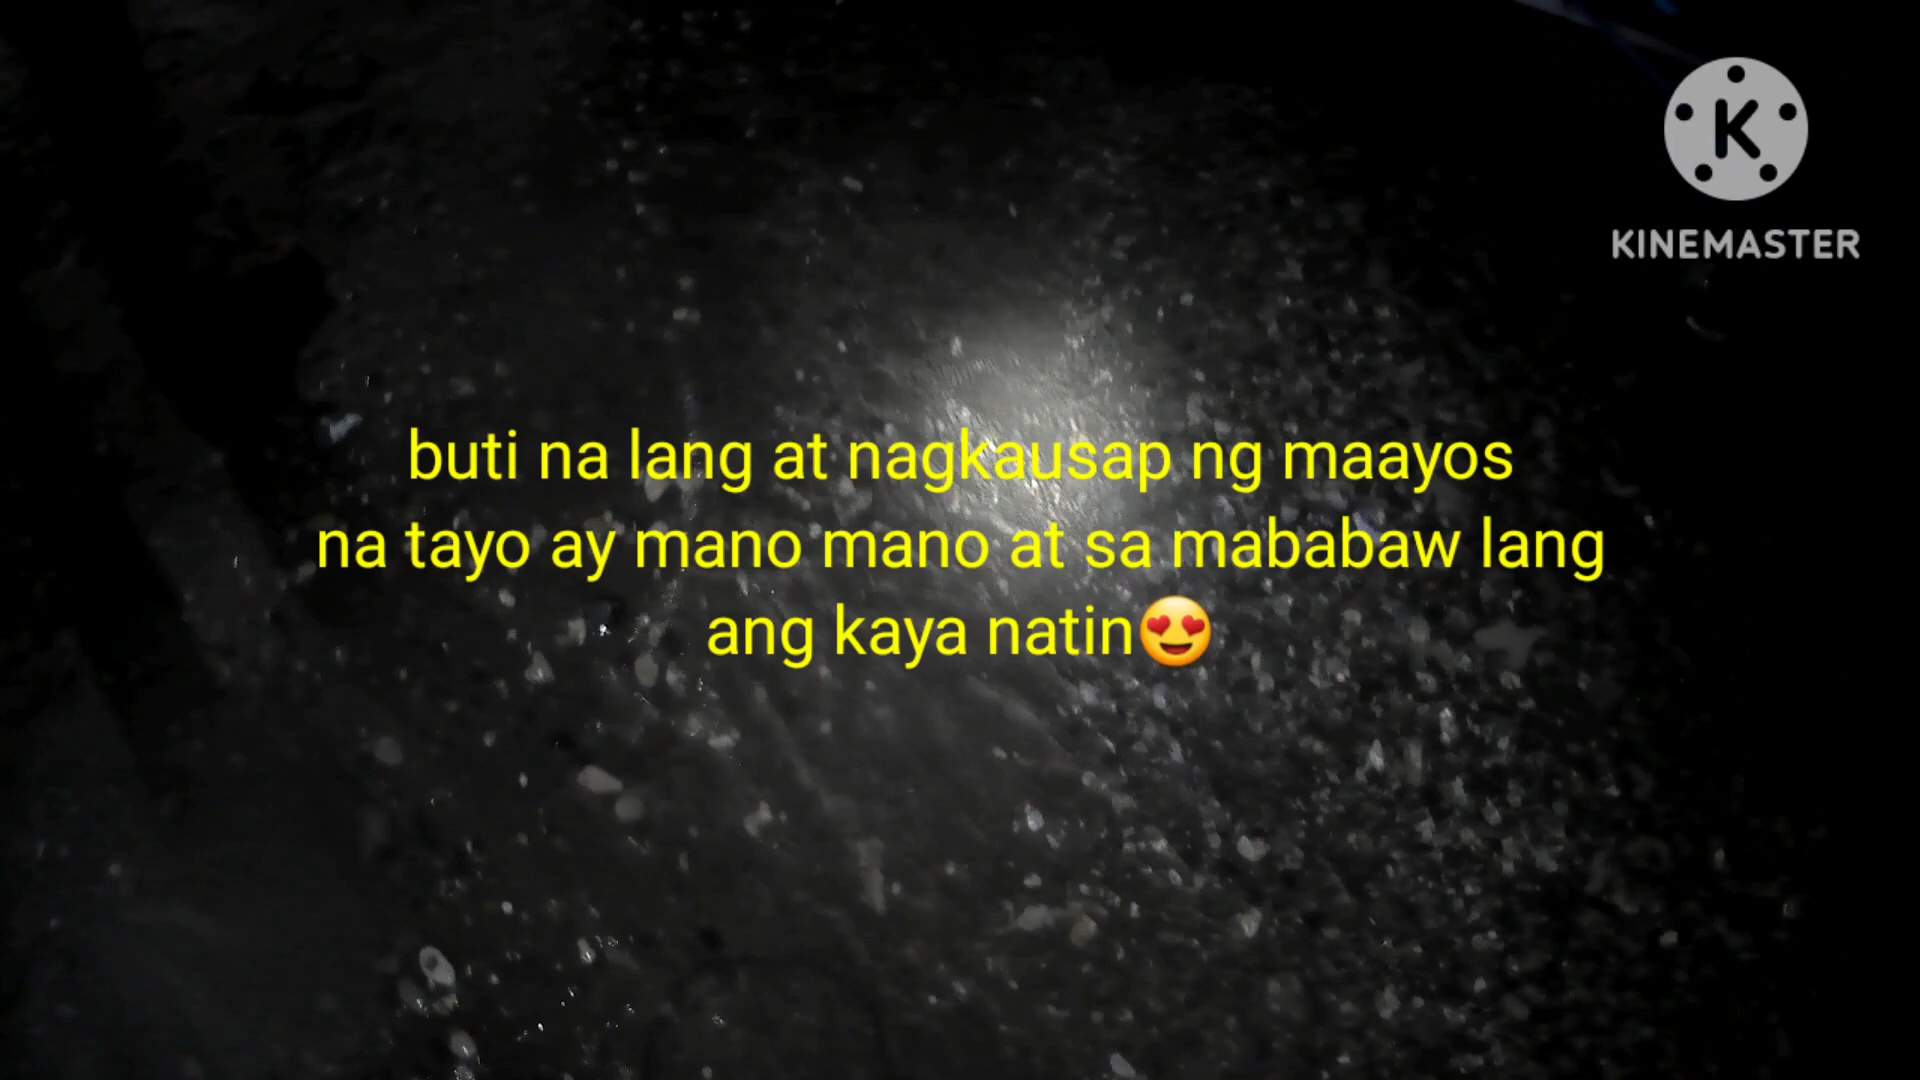 KINEMASTER
buti na lang at nagkausap ng maayos
na tayo ay mano mano at sa mababaw lang
ang kaya natin😍